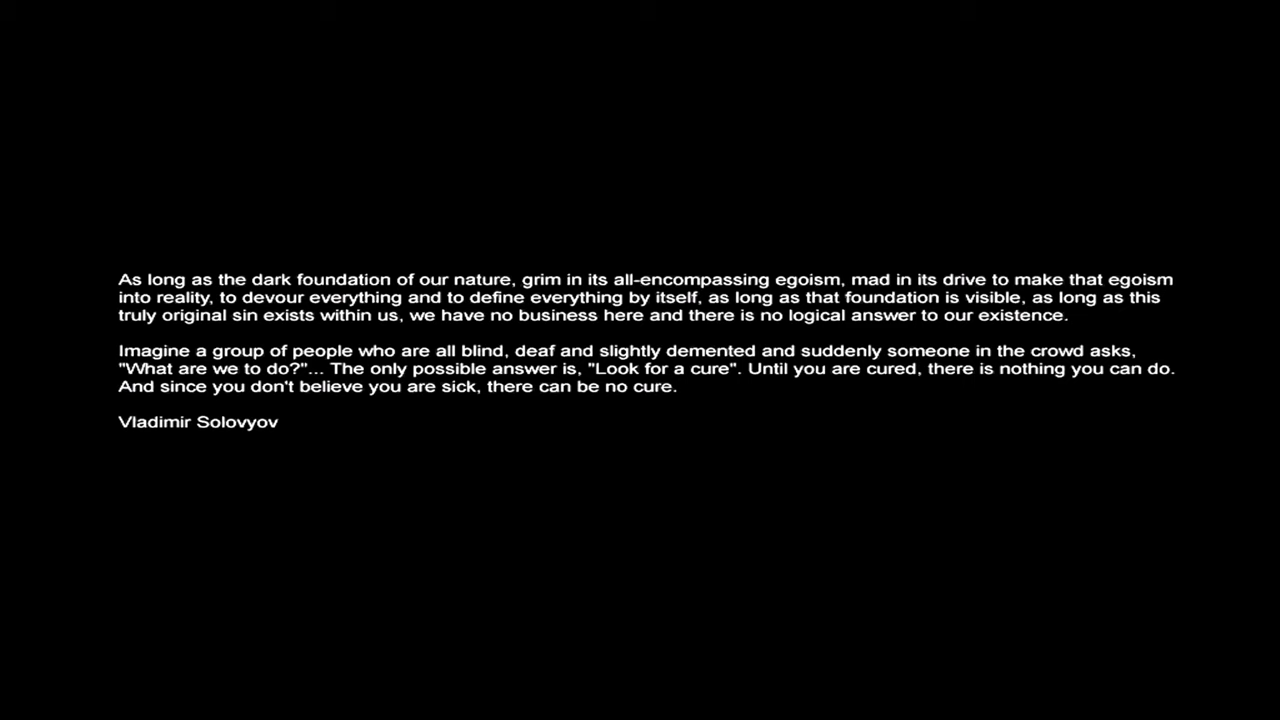 As long as the dark foundation of our nature, grim in its all-encompassing egoism, mad in its drive to make that egoism
into reality, to devour everything and to define everything by itself, as long as that foundation is visible, as long as this
truly original sin exists within us, we have no business here and there is no logical answer to our existence.
Imagine a group of people who are all blind, deaf and slightly demented and suddenly someone in the crowd asks,
"What are we to do?"... The only possible answer is, "Look for a cure". Until you are cured, there is nothing you can do.
And since you don't believe you are sick, there can be no cure.
Vladimir Solovyov